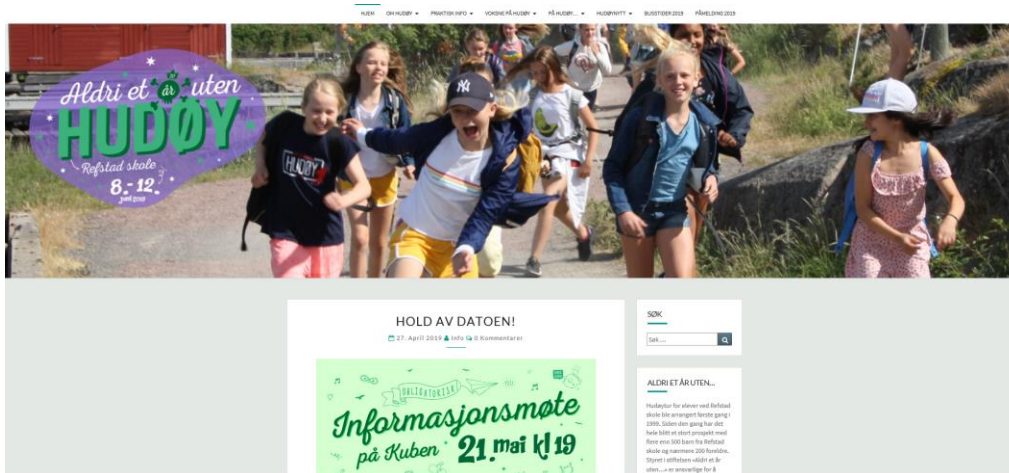 HJEM OM HUDØY PRAKTISK INFO VOKSNE PÅ HUDØY PÅ HUDØY... HUDØYNYTT BUSSTIDER 2019 PÅMELDING 2019
Aldri et år uten
HUDØY
Refstad skole
8.-12.
juni 2019
HUDØY
NY
HOLD AV DATOEN!
27. April 2019 Info 0 Kommentarer
OBLIGATORISK
Informasjonsmøte
på Kuben 21. mai kl 19
SØK
Søk ...
ALDRI ET ÅR UTEN...
Hudøytur for elever ved Refstad
skole ble arrangert første gang i
1999. Siden den gang har det
hele blitt et stort prosjekt med
flere enn 500 barn fra Refstad
skole og nærmere 200 foreldre.
Styret i stiftelsen «Aldri et år
uten...» er ansvarlige for å